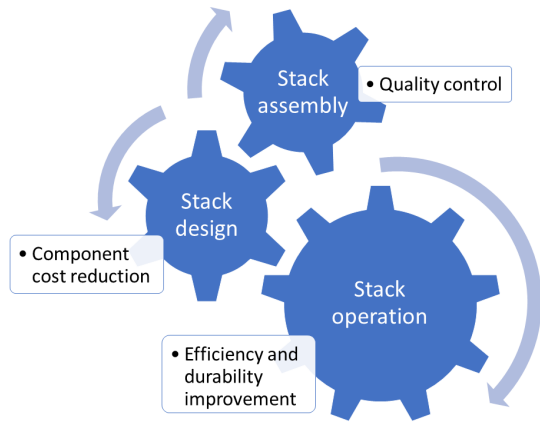 Stack
assembly
• Quality control
Stack
design
• Component
cost reduction
Stack
operation
• Efficiency and
durability
improvement